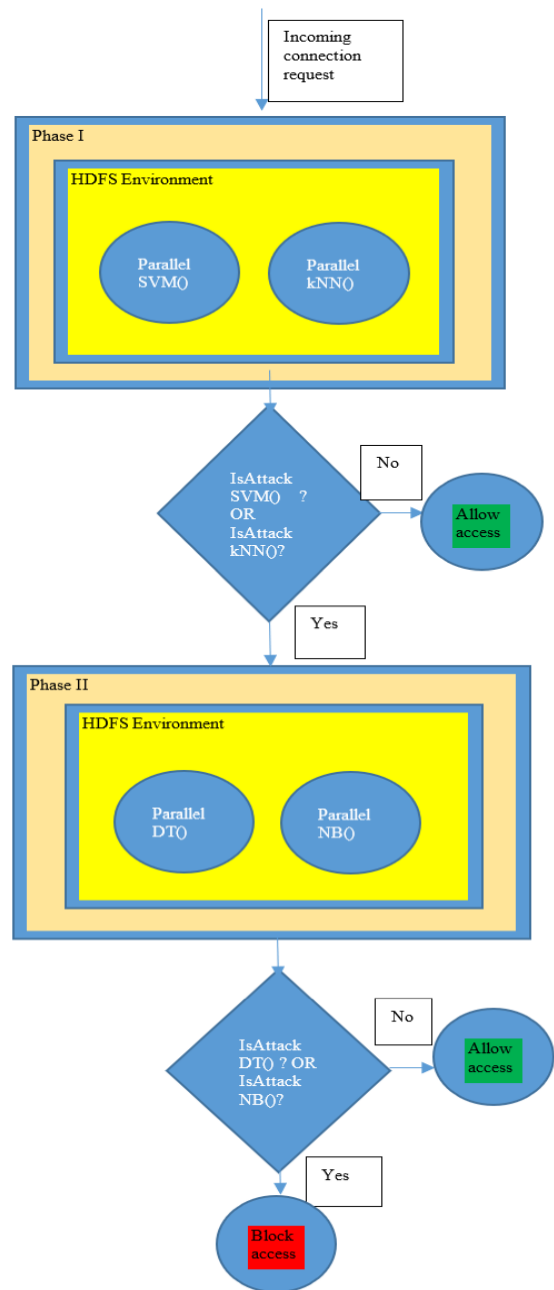 Incoming
connection
request
Phase I
HDFS Environment
Parallel
SVM()
Parallel
kNN()
IsAttack
SVM() ?
OR
IsAttack
kNN()?
No
Allow
access
Yes
Phase II
HDFS Environment
Parallel
DT()
Parallel
NB()
IsAttack
DT() ? OR
IsAttack
NB()?
No
Allow
access
Yes
Block
access